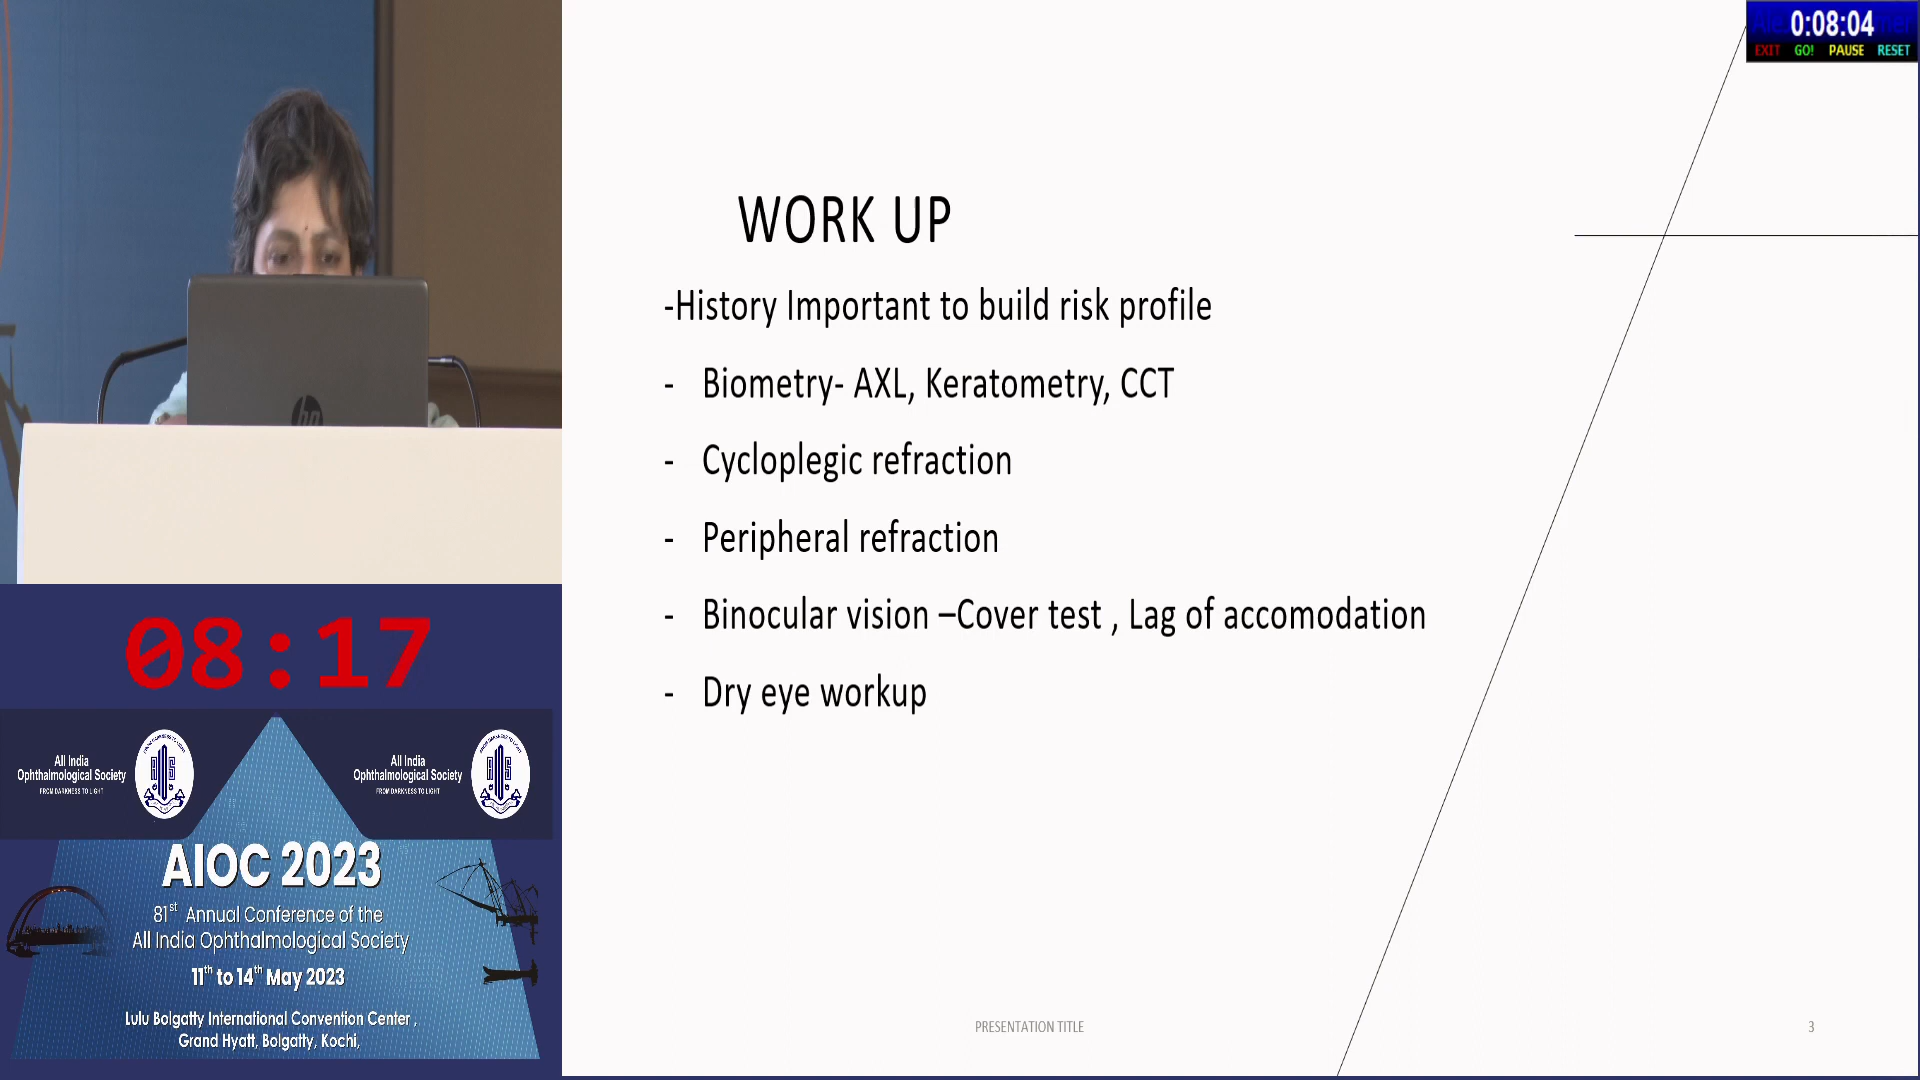 0:08:04
EXIT GO! PAUSE RESET
WORK UP
-History Important to build risk profile
- Biometry- AXL, Keratometry, CCT
- Cycloplegic refraction
- Peripheral refraction
- Binocular vision –Cover test , Lag of accomodation
- Dry eye workup
PRESENTATION TITLE
3
hp
08:17
All India
Ophthalmological Society
FROM DARKNESS TO LIGHT
All India
Ophthalmological Society
FROM DARKNESS TO LIGHT
AIOC 2023
81st Annual Conference of the
All India Ophthalmological Society
11th to 14th May 2023
Lulu Bolgatty International Convention Center ,
Grand Hyatt, Bolgatty, Kochi,